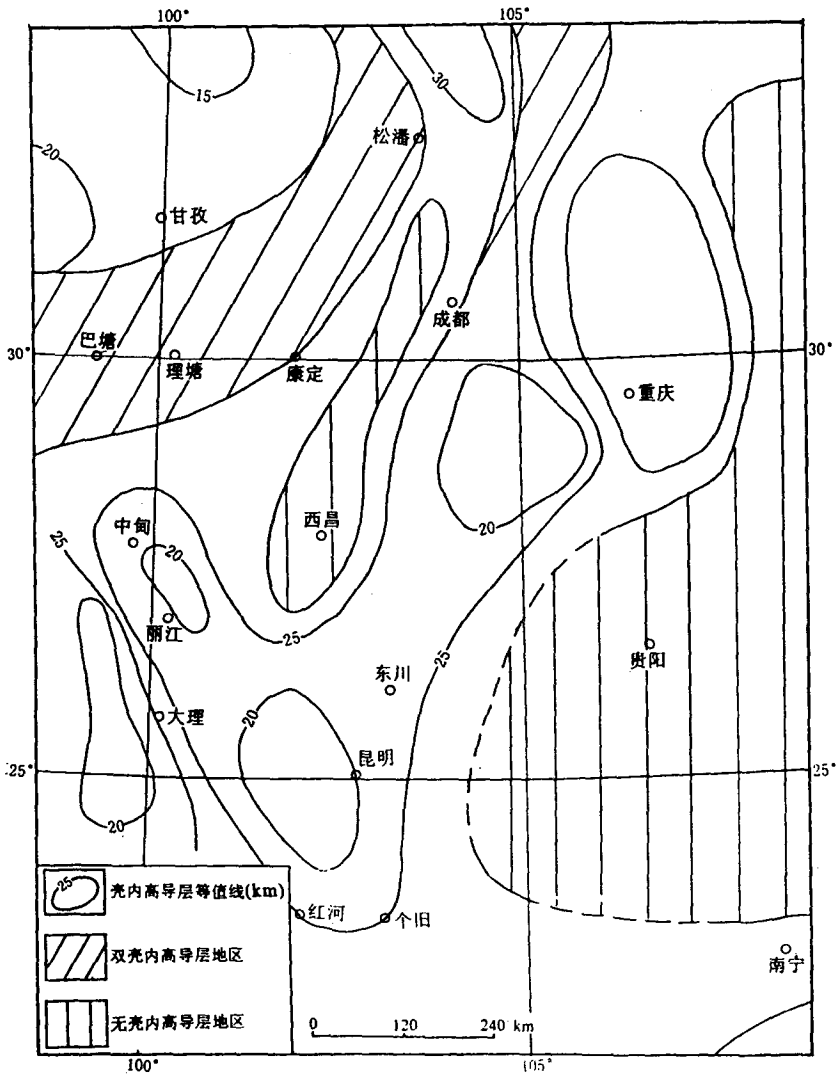 100°
105°
15
30
松潘
20
甘孜
成都
巴塘
30°
30°
理塘
康定
重庆
20
西昌
中甸
25
20
丽江
25
25
东川
贵阳
20
大理
昆明
25°
25°
20
25
壳内高导层等值线(km)
红河
个旧
双壳内高导层地区
南宁
无壳内高导层地区
0
120
240 km
100°
105°